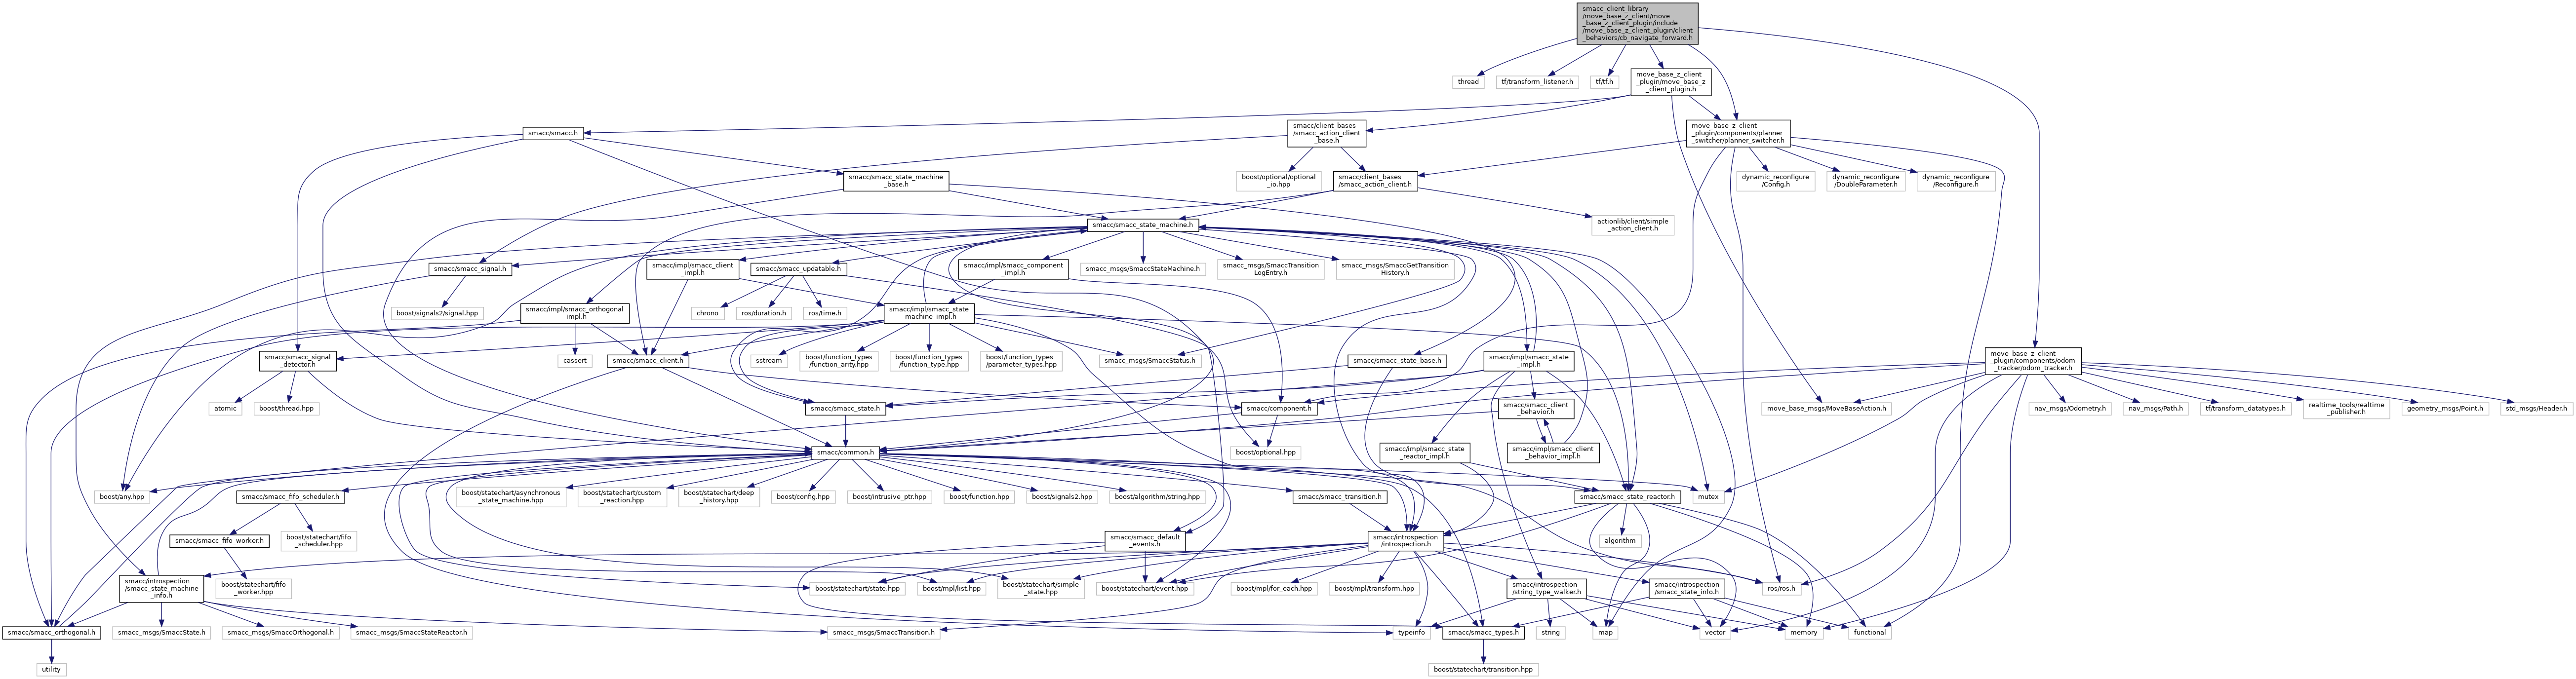 smacc_client_library
/move_base_z_client/move
_base_z_client_plugin/include
/move_base_z_client_plugin/client
_behaviors/cb_navigate_forward.h
thread
tf/transform_listener.h
tf/tf.h
move_base_z_client
_plugin/move_base_z
_client_plugin.h
smacc/smacc.h
smacc/client_bases
/smacc_action_client
_base.h
move_base_z_client
_plugin/components/planner
_switcher/planner_switcher.h
smacc/smacc_state_machine
_base.h
boost/optional/optional
_io.hpp
smacc/client_bases
/smacc_action_client.h
dynamic_reconfigure
/Config.h
dynamic_reconfigure
/DoubleParameter.h
dynamic_reconfigure
/Reconfigure.h
smacc/smacc_state_machine.h
actionlib/client/simple
_action_client.h
smacc/smacc_signal.h
smacc/impl/smacc_client
_impl.h
smacc/smacc_updatable.h
smacc/impl/smacc_component
_impl.h
smacc_msgs/SmaccStateMachine.h
smacc_msgs/SmaccTransition
LogEntry.h
smacc_msgs/SmaccGetTransition
History.h
boost/signals2/signal.hpp
smacc/impl/smacc_orthogonal
_impl.h
chrono
ros/duration.h
ros/time.h
smacc/impl/smacc_state
_machine_impl.h
smacc/smacc_signal
_detector.h
cassert
smacc/smacc_client.h
sstream
boost/function_types
/function_arity.hpp
boost/function_types
/function_type.hpp
boost/function_types
/parameter_types.hpp
smacc_msgs/SmaccStatus.h
smacc/smacc_state_base.h
smacc/impl/smacc_state
_impl.h
move_base_z_client
_plugin/components/odom
_tracker/odom_tracker.h
atomic
boost/thread.hpp
smacc/smacc_state.h
smacc/component.h
smacc/smacc_client
_behavior.h
move_base_msgs/MoveBaseAction.h
nav_msgs/Odometry.h
nav_msgs/Path.h
tf/transform_datatypes.h
realtime_tools/realtime
_publisher.h
geometry_msgs/Point.h
std_msgs/Header.h
smacc/common.h
boost/optional.hpp
smacc/impl/smacc_state
_reactor_impl.h
smacc/impl/smacc_client
_behavior_impl.h
boost/any.hpp
smacc/smacc_fifo_scheduler.h
boost/statechart/asynchronous
_state_machine.hpp
boost/statechart/custom
_reaction.hpp
boost/statechart/deep
_history.hpp
boost/config.hpp
boost/intrusive_ptr.hpp
boost/function.hpp
boost/signals2.hpp
boost/algorithm/string.hpp
smacc/smacc_transition.h
smacc/smacc_state_reactor.h
mutex
smacc/smacc_fifo_worker.h
boost/statechart/fifo
_scheduler.hpp
smacc/smacc_default
_events.h
smacc/introspection
/introspection.h
algorithm
smacc/introspection
/smacc_state_machine
_info.h
boost/statechart/fifo
_worker.hpp
boost/statechart/state.hpp
boost/mpl/list.hpp
boost/statechart/simple
_state.hpp
boost/statechart/event.hpp
boost/mpl/for_each.hpp
boost/mpl/transform.hpp
smacc/introspection
/string_type_walker.h
smacc/introspection
/smacc_state_info.h
ros/ros.h
smacc/smacc_orthogonal.h
smacc_msgs/SmaccState.h
smacc_msgs/SmaccOrthogonal.h
smacc_msgs/SmaccStateReactor.h
smacc_msgs/SmaccTransition.h
typeinfo
smacc/smacc_types.h
string
map
vector
memory
functional
utility
boost/statechart/transition.hpp